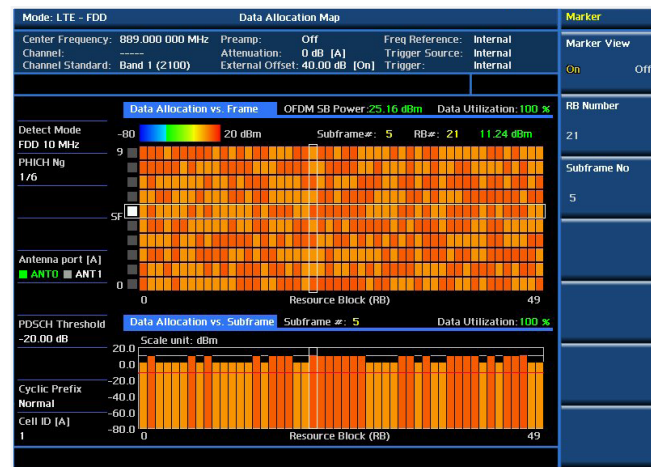 Mode: LTE - FDD Data Allocation Map Marker
Center Frequency: 889.000 000 MHz Preamp: Off Freq Reference: Internal
Channel: ----- Attenuation: 0 dB [A] Trigger Source: Internal
Channel Standard: Band 1 (2100) External Offset: 40.00 dB [On] Trigger: Internal
Marker View
On Off
Data Allocation vs. Frame OFDM SB Power:25.16 dBm Data Utilization:100 %
RB Number
21
Detect Mode
FDD 10 MHz
-80 20 dBm Subframe#: 5 RB#: 21 11.24 dBm
PHICH Ng
1/6
9
Subframe No
5
SF
Antenna port [A]
ANT0 ANT1
0
0 Resource Block (RB) 49
PDSCH Threshold
-20.00 dB
Data Allocation vs. Subframe Subframe #: 5 Data Utilization:100 %
Scale unit: dBm
20.0
0.0
-20.0
Cyclic Prefix
Normal
-40.0
-60.0
Cell ID [A]
1
-80.0
0 Resource Block (RB) 49